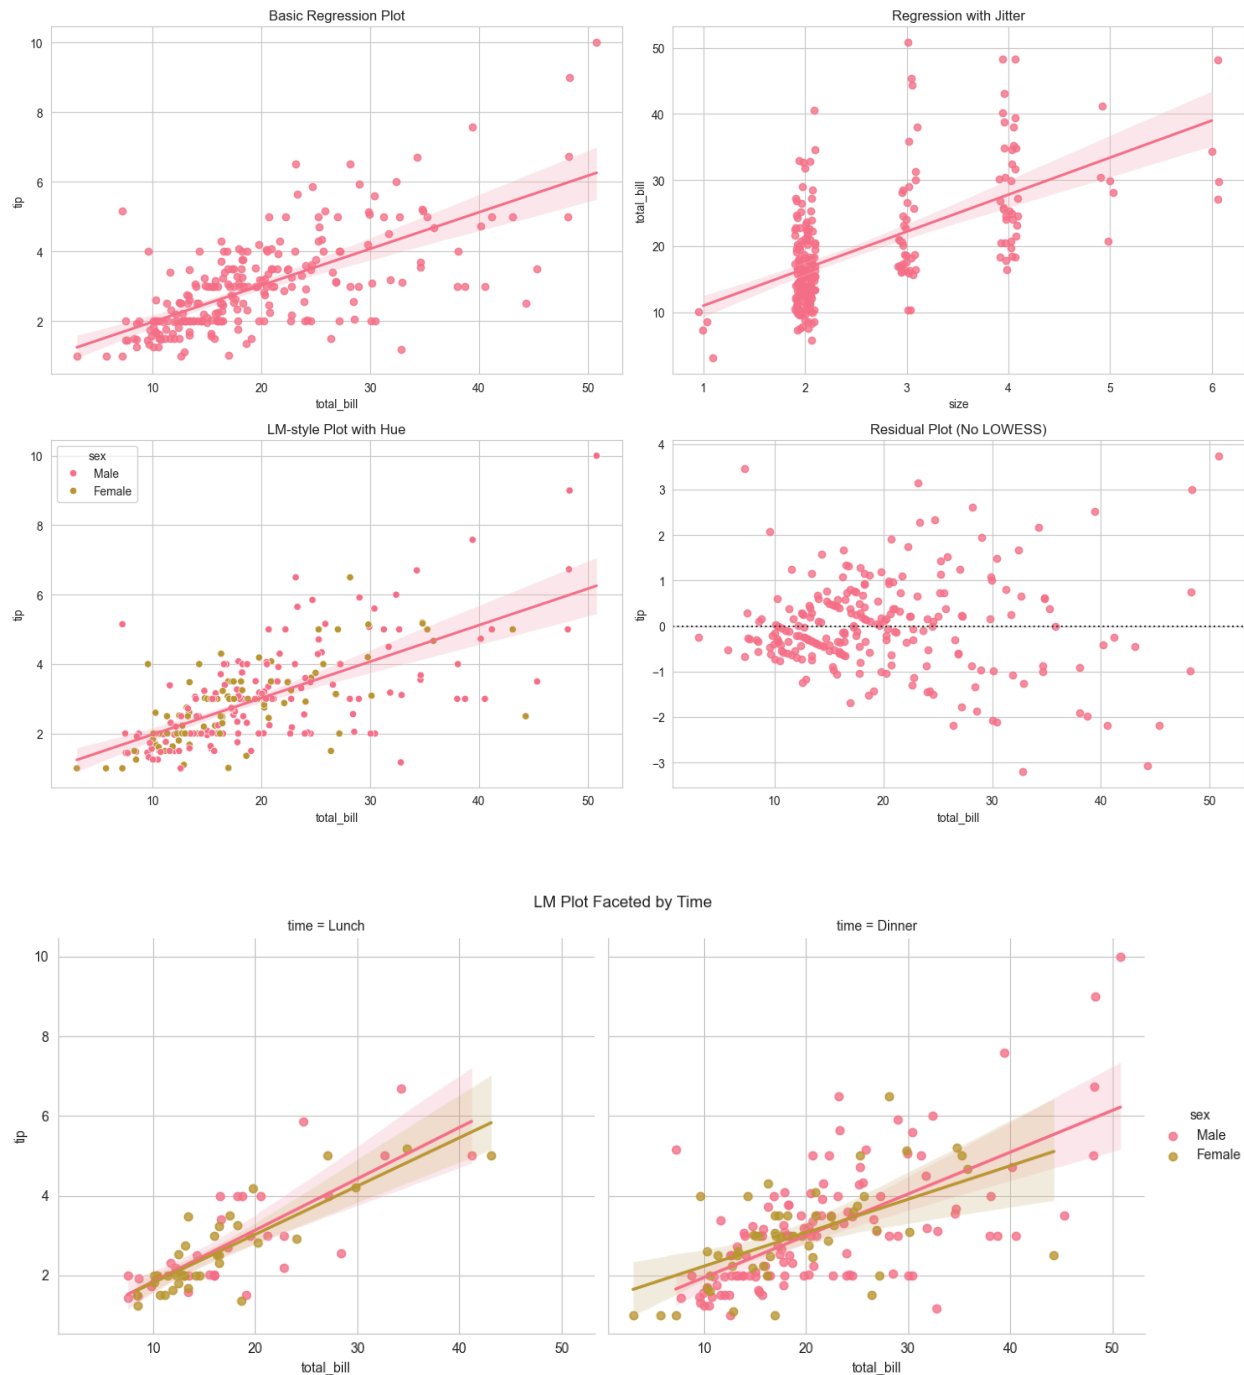 Basic Regression Plot
10
8
6
4
2
tip
10 20 30 40 50
total_bill
Regression with Jitter
50
40
30
20
10
total_bill
1 2 3 4 5 6
size
LM-style Plot with Hue
sex
Male
Female
10
8
6
4
2
tip
10 20 30 40 50
total_bill
Residual Plot (No LOWESS)
4
3
2
1
0
−1
−2
−3
tip
10 20 30 40 50
total_bill
LM Plot Faceted by Time
time = Lunch
10
8
6
4
2
tip
10 20 30 40 50
total_bill
time = Dinner
10 20 30 40 50
total_bill
sex
Male
Female